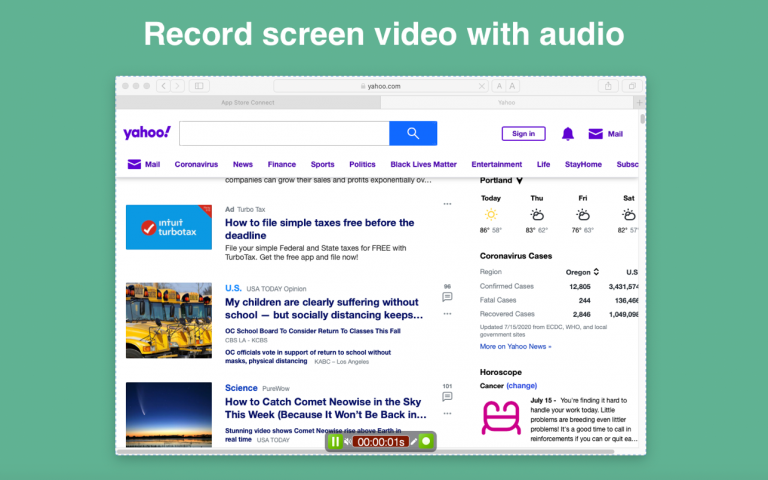 Record screen video with audio
yahoo.com
A A
App Store Connect
Yahoo
yahoo!
Sign in
Mail
Mail Coronavirus News Finance Sports Politics Black Lives Matter Entertainment Life StayHome Subsc
companies can grow their sales and profits exponentially ov...
Ad Turbo Tax
intuit
turbotax
How to file simple taxes free before the
deadline
File your simple Federal and State taxes for FREE with
TurboTax. Get the free app and file now!
U.S. USA TODAY Opinion
96
My children are clearly suffering without
school — but socially distancing keeps...
OC School Board To Consider Return To Classes This Fall
CBS LA - KCBS
OC officials vote in support of return to school without
masks, physical distancing KABC – Los Angeles
Science PureWow
101
How to Catch Comet Neowise in the Sky
This Week (Because It Won't Be Back in...
Stunning video shows Comet Neowise rise above Earth in
real time USA TODAY
00:00:01s
Portland
Today Thu Fri Sat
86° 58° 83° 62° 76° 63° 82° 57°
Coronavirus Cases
Region Oregon U.S
Confirmed Cases 12,805 3,431,574
Fatal Cases 244 136,466
Recovered Cases 2,846 1,049,098
Updated 7/15/2020 from ECDC, WHO, and local
government sites
More on Yahoo News »
Horoscope
Cancer (change)
July 15 - You're finding it hard to
handle your work today. Little
problems are breeding even littler
problems! It's a good time to call in
reinforcements if you can or quit ea...